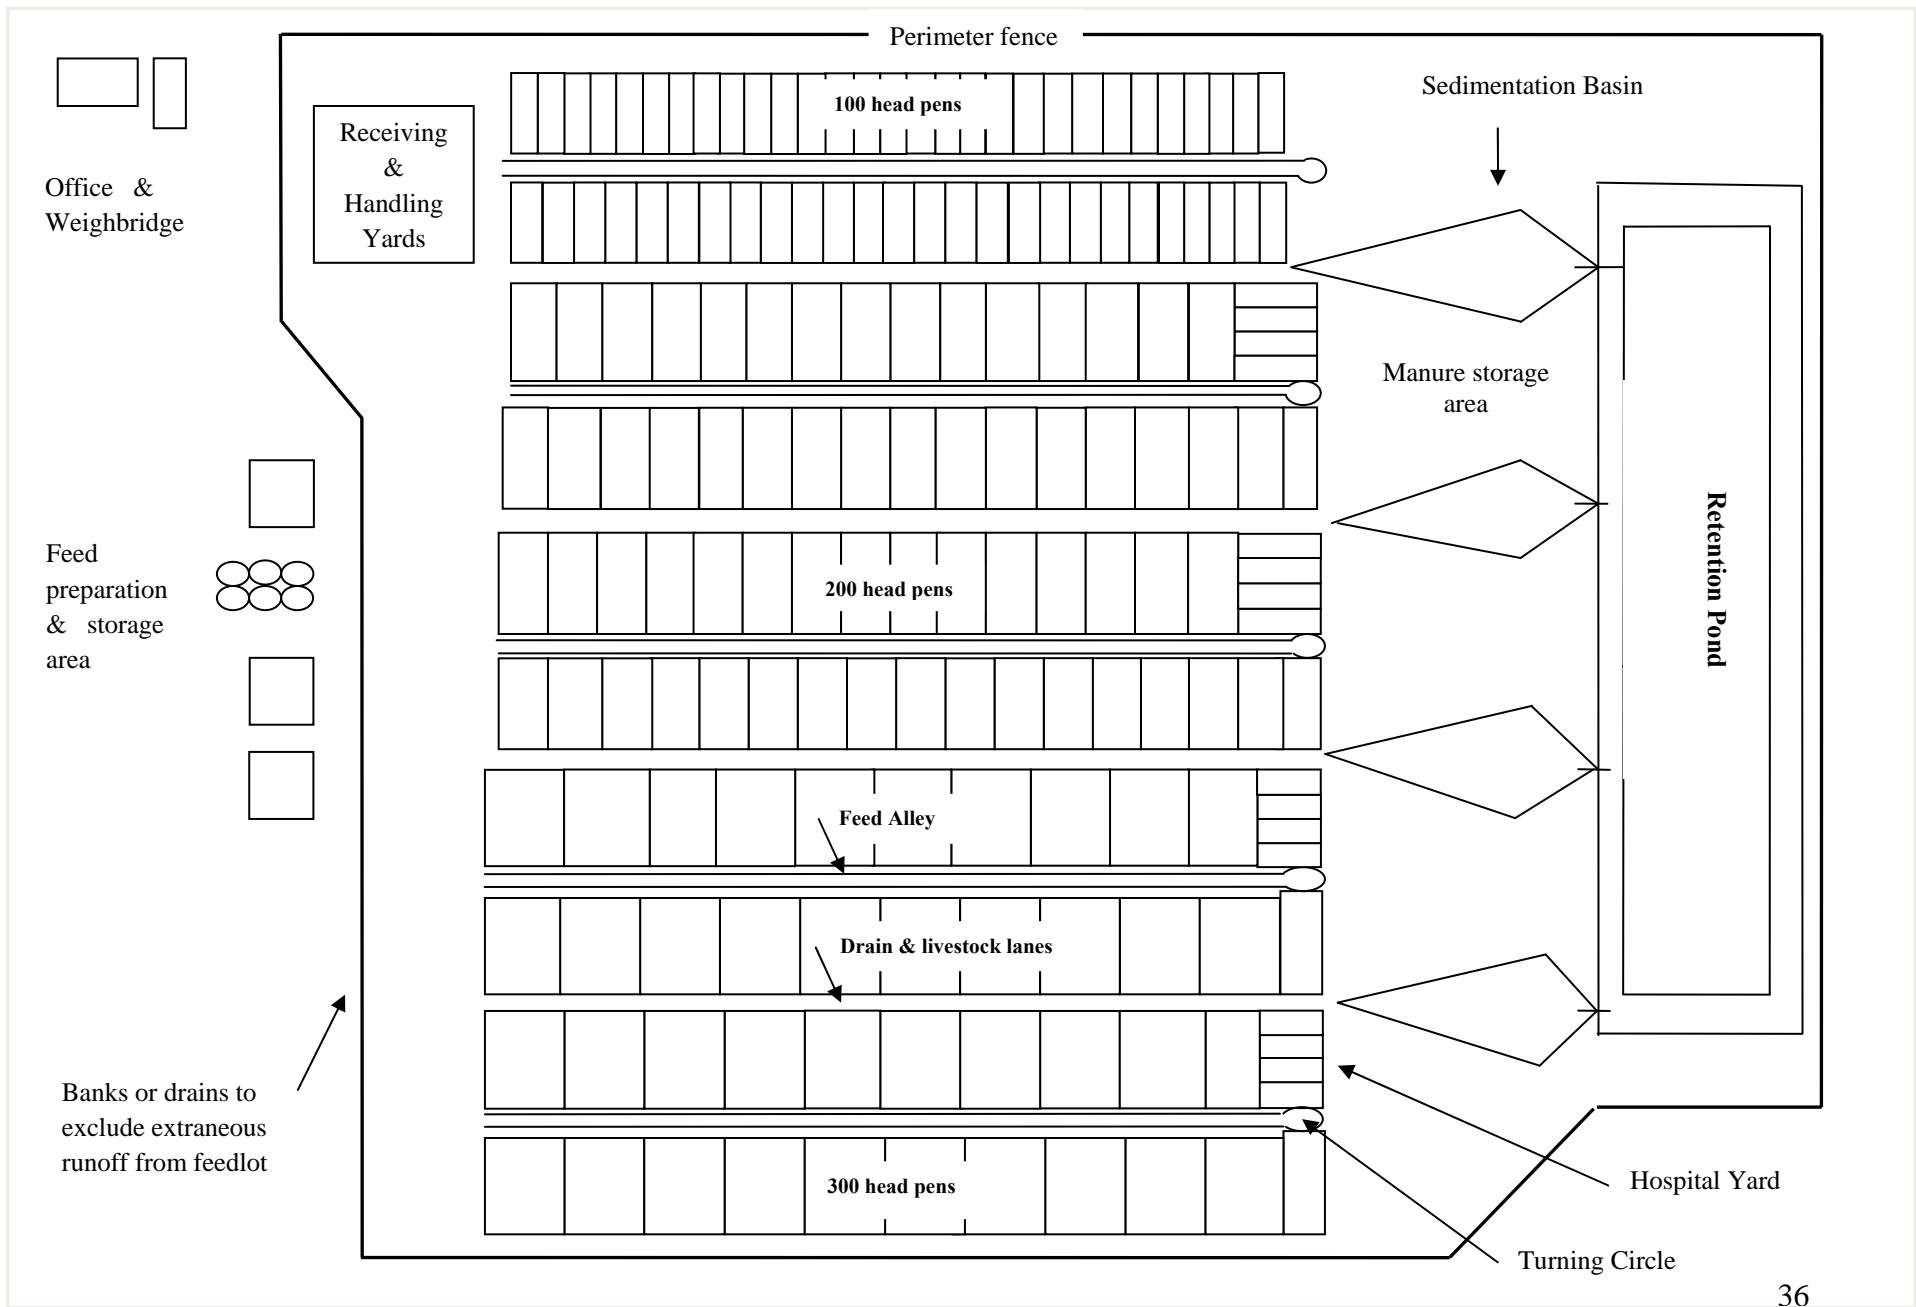 Perimeter fence
Sedimentation Basin
100 head pens
Receiving
&
Handling
Yards
Office & 
Weighbridge
Manure storage
area
Retention Pond
Feed
preparation
& storage
area
200 head pens
Feed Alley
Drain & livestock lanes
Banks or drains to
exclude extraneous
runoff from feedlot
300 head pens
Hospital Yard
Turning Circle
36